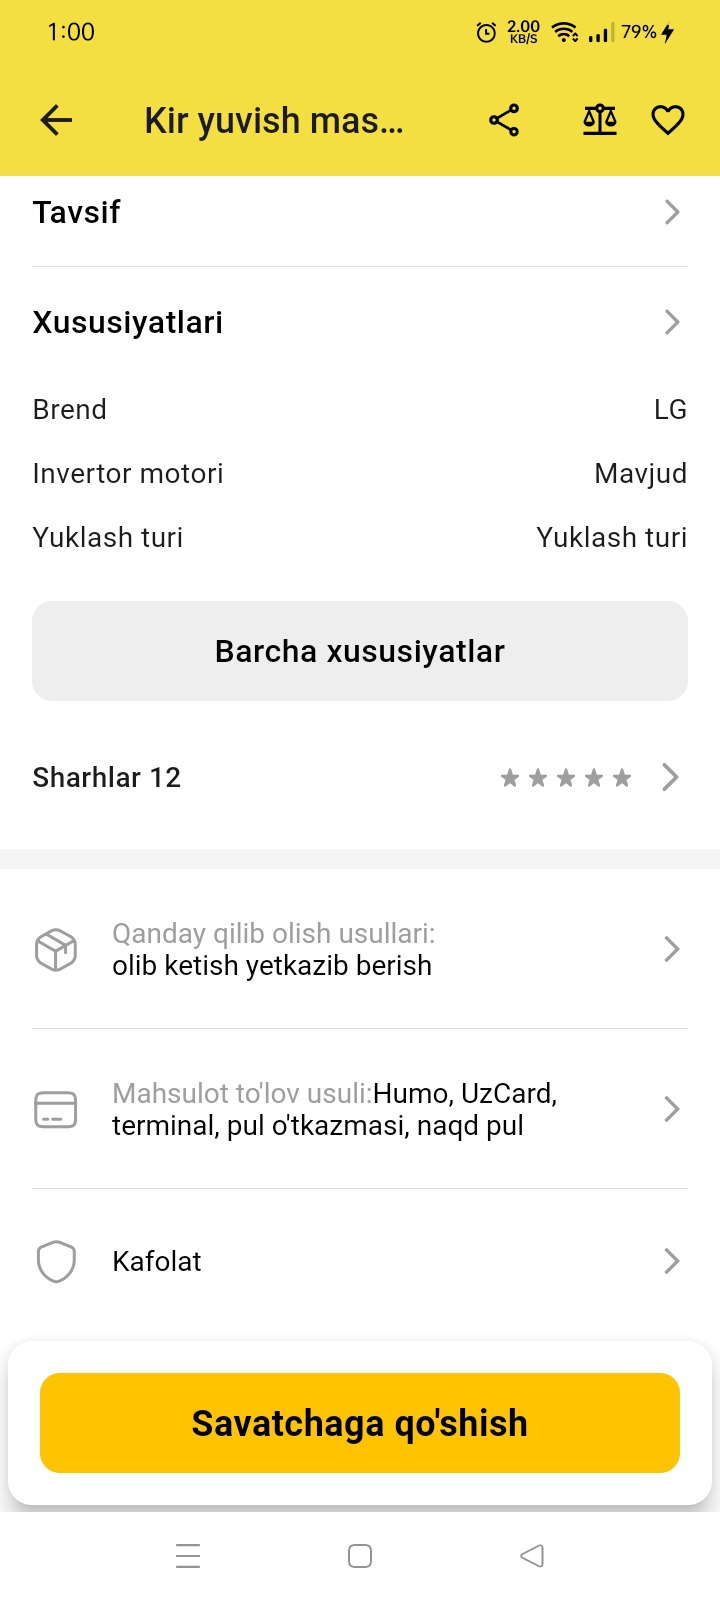 1:00
2.00
KB/S
79%
Kir yuvish mas...
Tavsif
Xususiyatlari
Brend LG
Invertor motori Mavjud
Yuklash turi Yuklash turi
Barcha xususiyatlar
Sharhlar 12
Qanday qilib olish usullari:
olib ketish yetkazib berish
Mahsulot to'lov usuli:Humo, UzCard,
terminal, pul o'tkazmasi, naqd pul
Kafolat
Savatchaga qo'shish